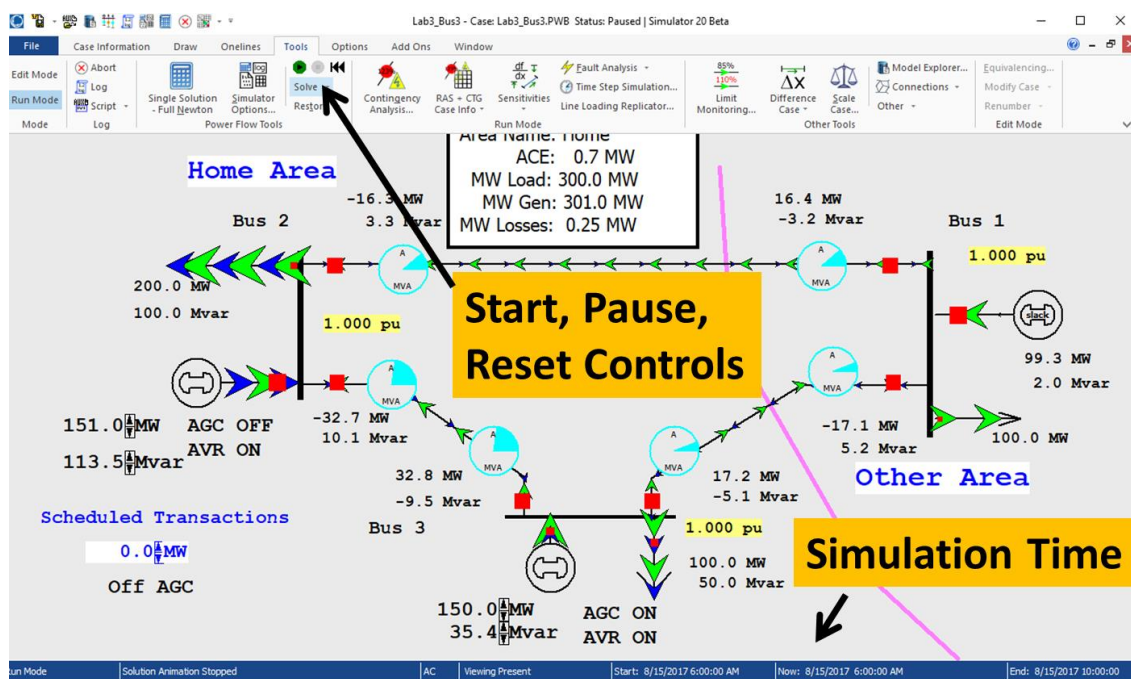 Lab3_Bus3 - Case: Lab3_Bus3.PWB Status: Paused | Simulator 20 Beta
File Case Information Draw Onelines Tools Options Add Ons Window
Edit Mode
Run Mode
Mode
Abort
Log
Script
Log
Single Solution
- Full Newton
Simulator
Options...
Solve
Restore
Power Flow Tools
Contingency
Analysis...
RAS + CTG
Case Info
Sensitivities
Fault Analysis
Time Step Simulation...
Line Loading Replicator...
Run Mode
Limit
Monitoring...
Difference
Case
Scale
Case...
Model Explorer...
Connections
Other
Other Tools
Equivalencing...
Modify Case
Renumber
Edit Mode
Area Name: Home
ACE: 0.7 MW
MW Load: 300.0 MW
MW Gen: 301.0 MW
MW Losses: 0.25 MW
Home Area
-16.3 MW
3.3 Mvar
16.4 MW
-3.2 Mvar
Bus 2
Bus 1
1.000 pu
A
MVA
A
MVA
200.0 MW
100.0 Mvar
1.000 pu
Start, Pause,
Reset Controls
slack
99.3 MW
2.0 Mvar
A
MVA
A
MVA
151.0 MW AGC OFF
113.5 Mvar AVR ON
-32.7 MW
10.1 Mvar
-17.1 MW
5.2 Mvar
100.0 MW
A
MVA
A
MVA
32.8 MW
-9.5 Mvar
17.2 MW
-5.1 Mvar
Other Area
Scheduled Transactions
0.0 MW
Off AGC
Bus 3
1.000 pu
100.0 MW
50.0 Mvar
Simulation Time
150.0 MW AGC ON
35.4 Mvar AVR ON
Run Mode Solution Animation Stopped AC Viewing Present Start: 8/15/2017 6:00:00 AM Now: 8/15/2017 6:00:00 AM End: 8/15/2017 10:00:00